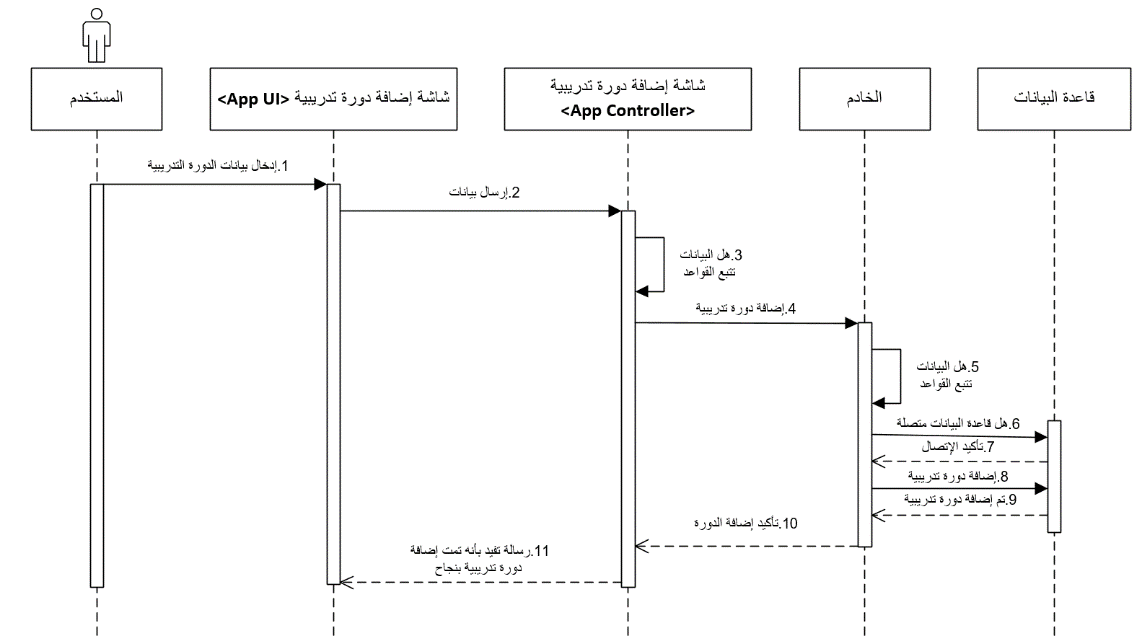 المستخدم
شاشة إضافة دورة تدريبية <App UI>
شاشة إضافة دورة تدريبية
<App Controller>
الخادم
قاعدة البيانات
1.إدخال بيانات الدورة التدريبية
2.إرسال بيانات
3.هل البيانات
تتبع القواعد
4.إضافة دورة تدريبية
5.هل البيانات
تتبع القواعد
6.هل قاعدة البيانات متصلة
7.تأكيد الإتصال
8.إضافة دورة تدريبية
9.تم إضافة دورة تدريبية
10.تأكيد إضافة الدورة
11.رسالة تفيد بأنه تمت إضافة
دورة تدريبية بنجاح